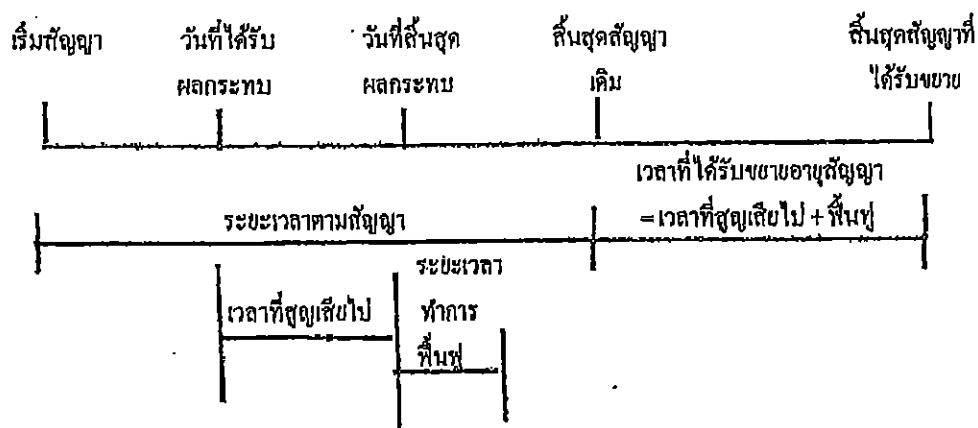 เริ่มสัญญา
วันที่ได้รับ
ผลกระทบ
วันที่สิ้นสุด
ผลกระทบ
สิ้นสุดสัญญา
เดิม
สิ้นสุดสัญญาที่
ได้รับขยาย
ระยะเวลาตามสัญญา
เวลาที่ได้รับขยายอายุสัญญา
=เวลาที่สูญเสียไป + ฟื้นฟู
เวลาที่สูญเสียไป
ระยะเวลา
ทำการ
ฟื้นฟู